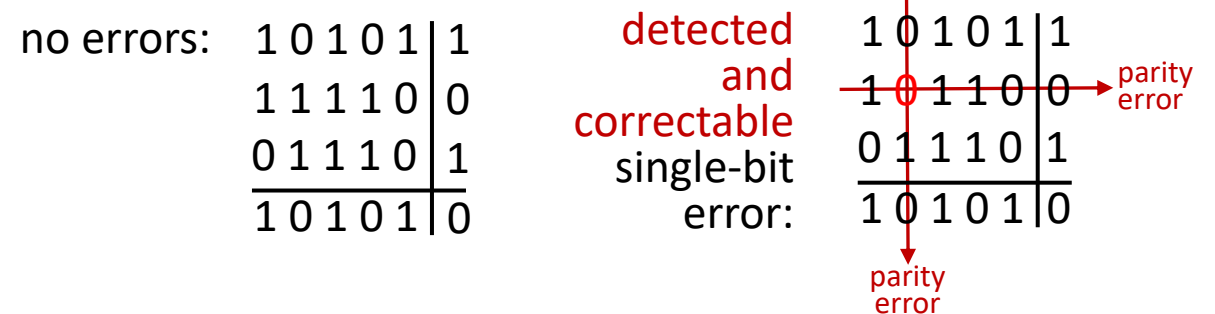 no errors:
1 0 1 0 1 1
1 1 1 1 0 0
0 1 1 1 0 1
1 0 1 0 1 0
detected
and
correctable
single-bit
error:
1 0 1 0 1 1
1 0 1 1 0 0
0 1 1 1 0 1
1 0 1 0 1 0
parity
error
parity
error